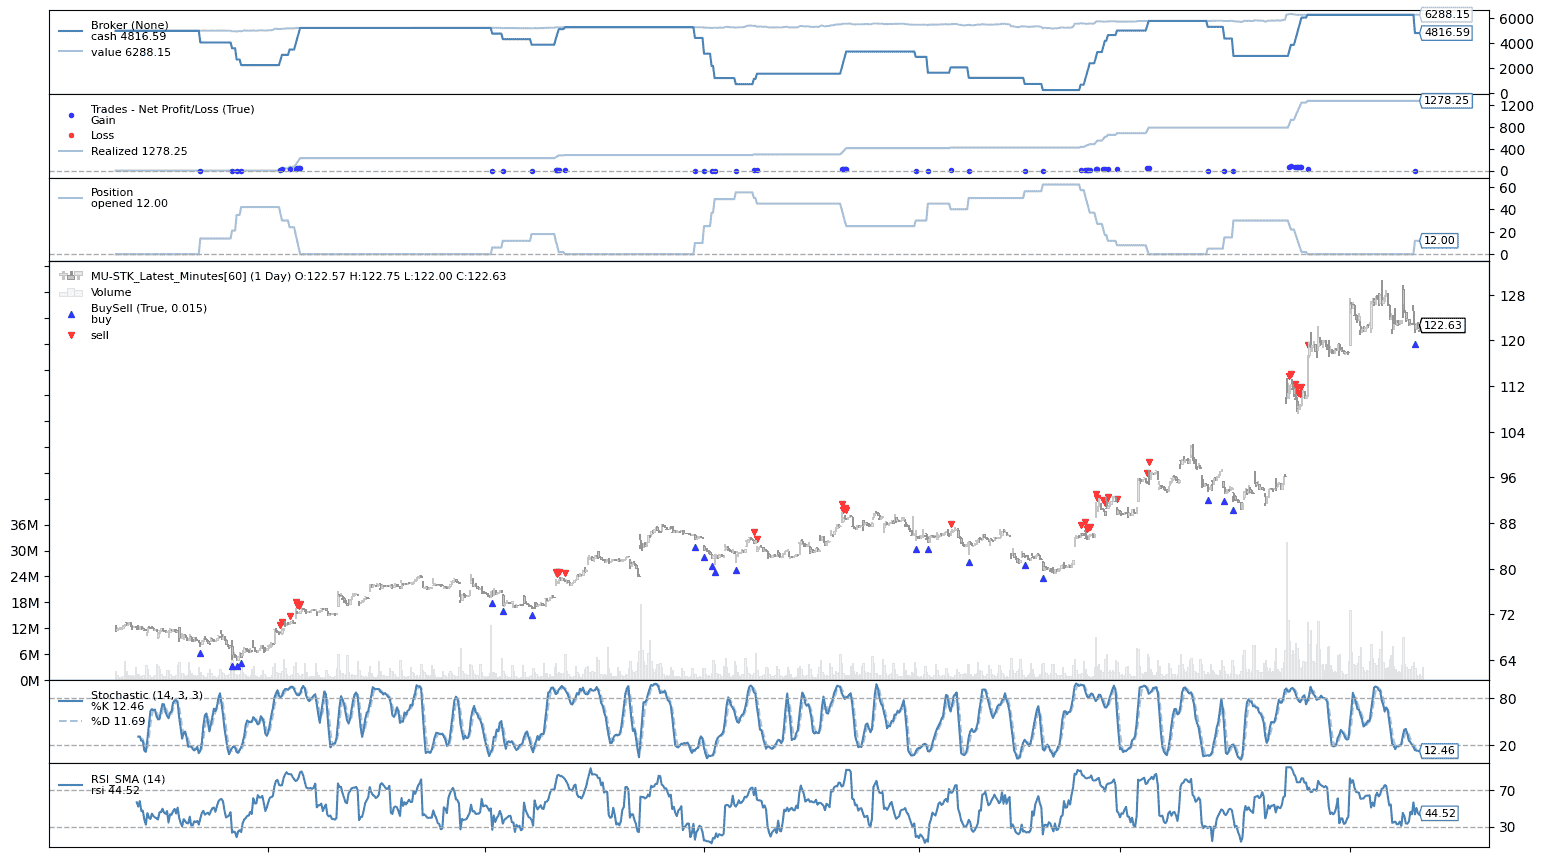 Broker (None)
cash 4816.59
value 6288.15
6288.15
4816.59
6000
4000
2000
0
Trades - Net Profit/Loss (True)
Gain
Loss
Realized 1278.25
1278.25
1200
800
400
0
Position
opened 12.00
12.00
60
40
20
0
MU-STK_Latest_Minutes[60] (1 Day) O:122.57 H:122.75 L:122.00 C:122.63
Volume
BuySell (True, 0.015)
buy
sell
122.63
128
120
112
104
96
88
80
72
64
36M
30M
24M
18M
12M
6M
0M
Stochastic (14, 3, 3)
%K 12.46
%D 11.69
80
20
12.46
RSI_SMA (14)
rsi 44.52
70
30
44.52